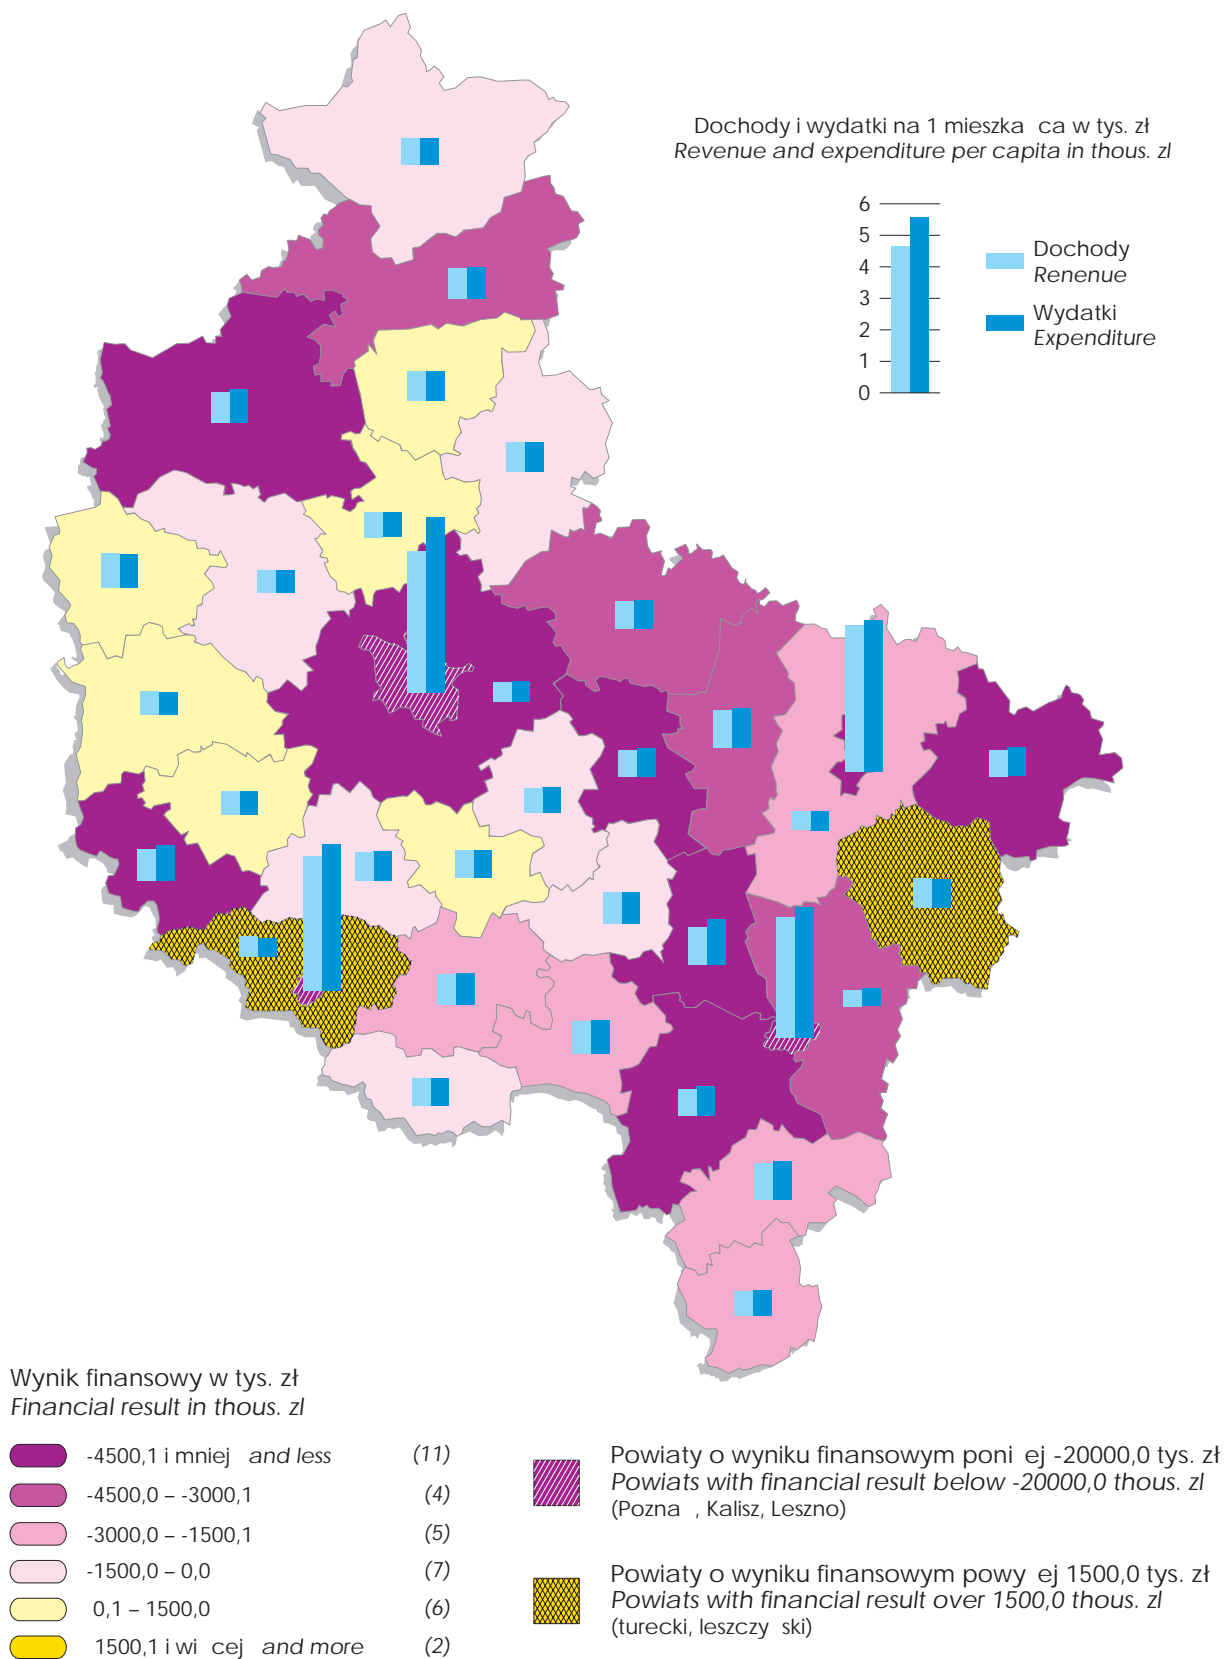 Dochody i wydatki na 1 mieszka ca w tys. zł
Revenue and expenditure per capita in thous. zl
6
5
4
3
2
1
0
Dochody
Renenue
Wydatki
Expenditure
Wynik finansowy w tys. zł
Financial result in thous. zl
-4500,1 i mniej and less (11)
-4500,0 – -3000,1 (4)
-3000,0 – -1500,1 (5)
-1500,0 – 0,0 (7)
0,1 – 1500,0 (6)
1500,1 i wi cej and more (2)
Powiaty o wyniku finansowym poni ej -20000,0 tys. zł
Powiats with financial result below -20000,0 thous. zl
(Pozna , Kalisz, Leszno)
Powiaty o wyniku finansowym powy ej 1500,0 tys. zł
Powiats with financial result over 1500,0 thous. zl
(turecki, leszczy ski)